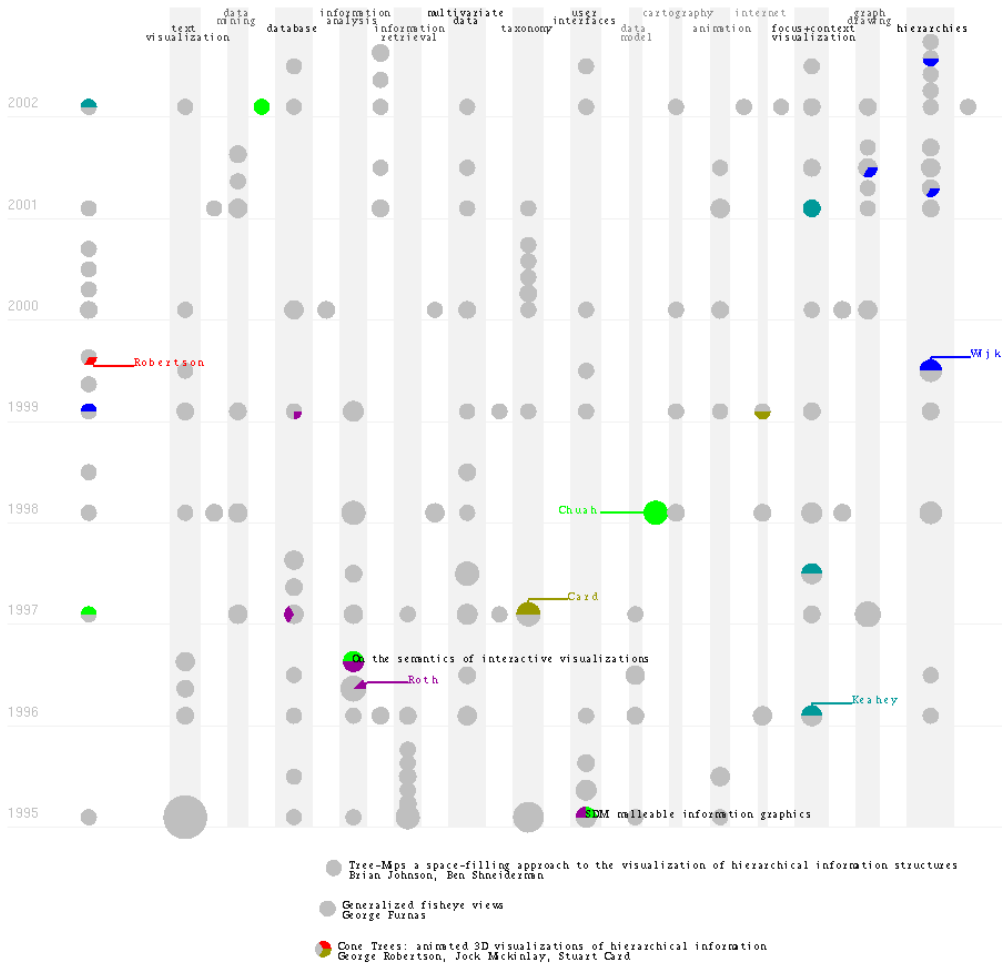 data mining
information analysis
multivariate data
user interfaces
cartography
internet
graph drawing
text visualization
database
information retrieval
taxonomy
data model
animation
focus+context visualization
hierarchies
2002
2001
2000
Robertson
Wijk
1999
1998
Chuah
1997
Card
On the semantics of interactive visualizations
Roth
Keahey
1996
1995
SDM malleable information graphics
Tree-Maps a space-filling approach to the visualization of hierarchical information structures
Brian Johnson, Ben Shneiderman
Generalized fisheye views
George Furnas
Cone Trees: animated 3D visualizations of hierarchical information
George Robertson, Jock Mackinlay, Stuart Card